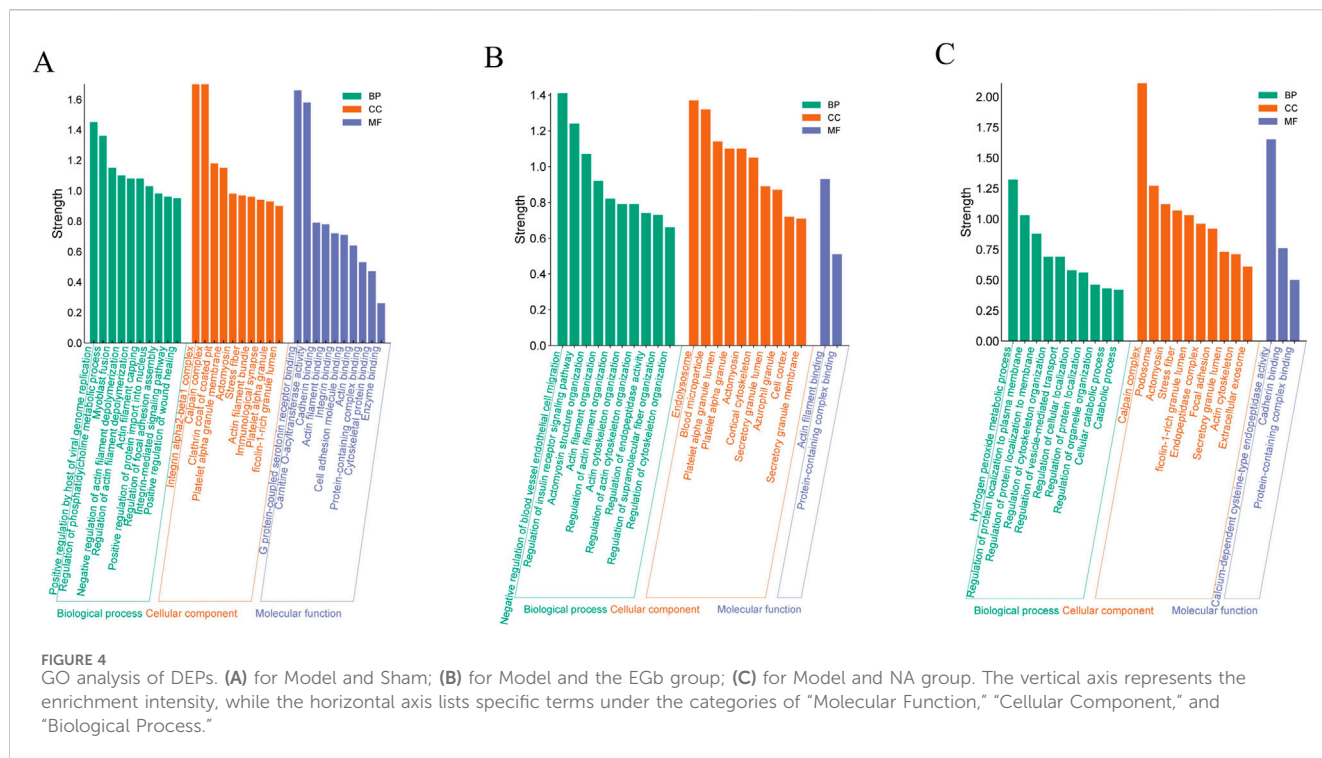 A
B
C
1.6
1.4
1.2
1.0
0.8
0.6
0.4
0.2
0.0
Strength
BP
CC
MF
Positive regulation by host of viral genome replication
Regulation of phosphatidylcholine metabolic process
Myoblast fusion
Negative regulation of actin filament depolymerization
Regulation of actin filament depolymerization
Actin filament capping
Positive regulation of protein import into nucleus
Regulation of focal adhesion assembly
Integrin-mediated signaling pathway
Positive regulation of wound healing
Integrin alpha2-beta1 complex
Calpain complex
Clathrin coat of coated pit
Platelet alpha granule membrane
Actomyosin
Stress fiber
Actin filament bundle
Immunological synapse
Platelet alpha granule
ficolin-1-rich granule lumen
G protein-coupled serotonin receptor binding
Carnitine O-acyltransferase activity
Cadherin binding
Actin filament binding
Integrin binding
Cell adhesion molecule binding
Actin binding
Protein-containing complex binding
Cytoskeletal protein binding
Enzyme binding
Biological process
Cellular component
Molecular function
1.4
1.2
1.0
0.8
0.6
0.4
0.2
0.0
Strength
BP
CC
MF
Negative regulation of blood vessel endothelial cell migration
Regulation of insulin receptor signaling pathway
Actomyosin structure organization
Actin filament organization
Regulation of actin filament organization
Actin cytoskeleton organization
Regulation of actin cytoskeleton organization
Regulation of endopeptidase activity
Regulation of supramolecular fiber organization
Regulation of cytoskeleton organization
Endolysosome
Blood microparticle
Platelet alpha granule lumen
Platelet alpha granule
Actomyosin
Cortical cytoskeleton
Secretory granule lumen
Azurophil granule
Cell cortex
Secretory granule membrane
Actin filament binding
Protein-containing complex binding
Biological process
Cellular component
Molecular function
2.00
1.75
1.50
1.25
1.00
0.75
0.50
0.25
0.00
Strength
BP
CC
MF
Hydrogen peroxide metabolic process
Regulation of protein localization to plasma membrane
Regulation of protein localization to membrane
Regulation of cytoskeleton organization
Regulation of vesicle-mediated transport
Regulation of cellular localization
Regulation of protein localization
Regulation of organelle organization
Cellular catabolic process
Catabolic process
Calpain complex
Podosome
Actomyosin
Stress fiber
ficolin-1-rich granule lumen
Endopeptidase complex
Focal adhesion
Secretory granule lumen
Actin cytoskeleton
Extracellular exosome
Calcium-dependent cysteine-type endopeptidase activity
Cadherin binding
Protein-containing complex binding
Biological process
Cellular component
Molecular function
FIGURE 4
GO analysis of DEPs. (A) for Model and Sham; (B) for Model and the EGb group; (C) for Model and NA group. The vertical axis represents the
enrichment intensity, while the horizontal axis lists specific terms under the categories of “Molecular Function,” “Cellular Component,” and
“Biological Process.”